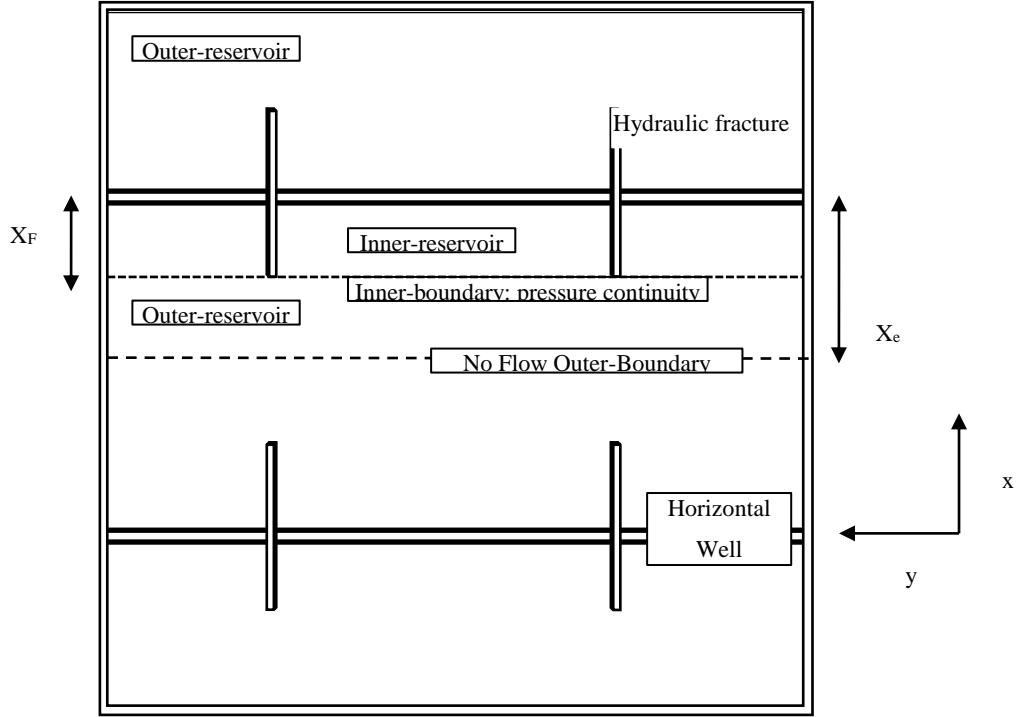 Outer-reservoir
Hydraulic fracture
XF
Inner-reservoir
Inner-boundary: pressure continuity
Outer-reservoir
Xe
No Flow Outer-Boundary
x
Horizontal
Well
y